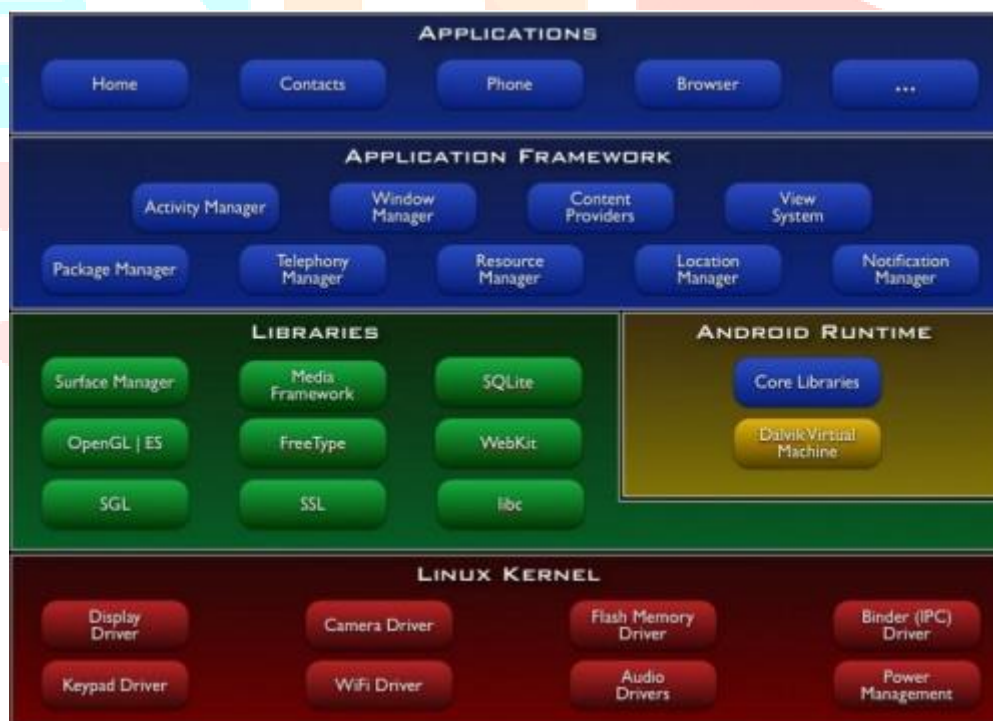 APPLICATIONS
Home
Contacts
Phone
Browser
...
APPLICATION FRAMEWORK
Activity Manager
Window
Manager
Content
Providers
View
System
Package Manager
Telephony
Manager
Resource
Manager
Location
Manager
Notification
Manager
LIBRARIES
Surface Manager
Media
Framework
SQLite
OpenGL | ES
FreeType
WebKit
SGL
SSL
libc
ANDROID RUNTIME
Core Libraries
Dalvik Virtual
Machine
LINUX KERNEL
Display
Driver
Camera Driver
Flash Memory
Driver
Binder (IPC)
Driver
Keypad Driver
WiFi Driver
Audio
Drivers
Power
Management